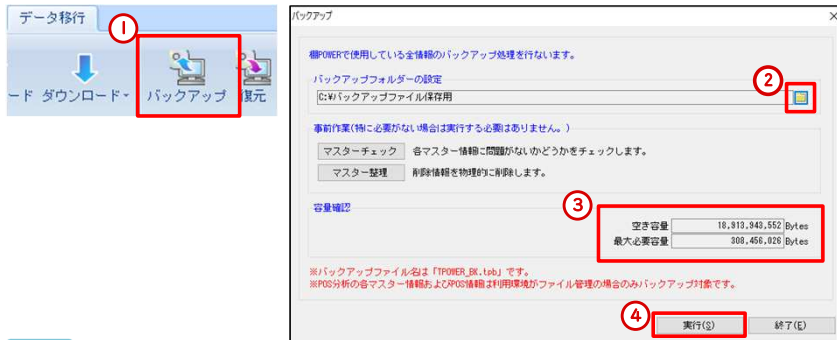 データ移行
①
ード ダウンロード バックアップ 復元
バックアップ
棚POWERで使用している全情報のバックアップ処理を行ないます。
バックアップフォルダーの設定
②
C:¥バックアップファイル保存用
事前作業(特に必要がない場合は実行する必要はありません。)
マスターチェック 各マスター情報に問題がないかどうかをチェックします。
マスター整理 削除情報を物理的に削除します。
容量確認
③
空き容量 18,913,943,552 Bytes
最大必要容量 308,456,026 Bytes
※バックアップファイル名は「TPOWER_BK.tpb」です。
※POS分析の各マスター情報およびPOS情報は利用環境がファイル管理の場合のみバックアップ対象です。
④
実行(S) 終了(E)